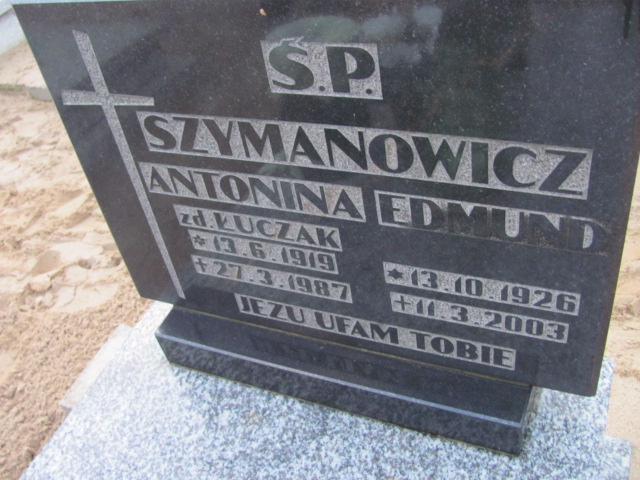 Ś.P.
SZYMANOWICZ
ANTONINA EDMUND
zd. ŁUCZAK
*13.6.1919 *13.10.1926
+27.3.1987 +11.3.2003
JEZU UFAM TOBIE